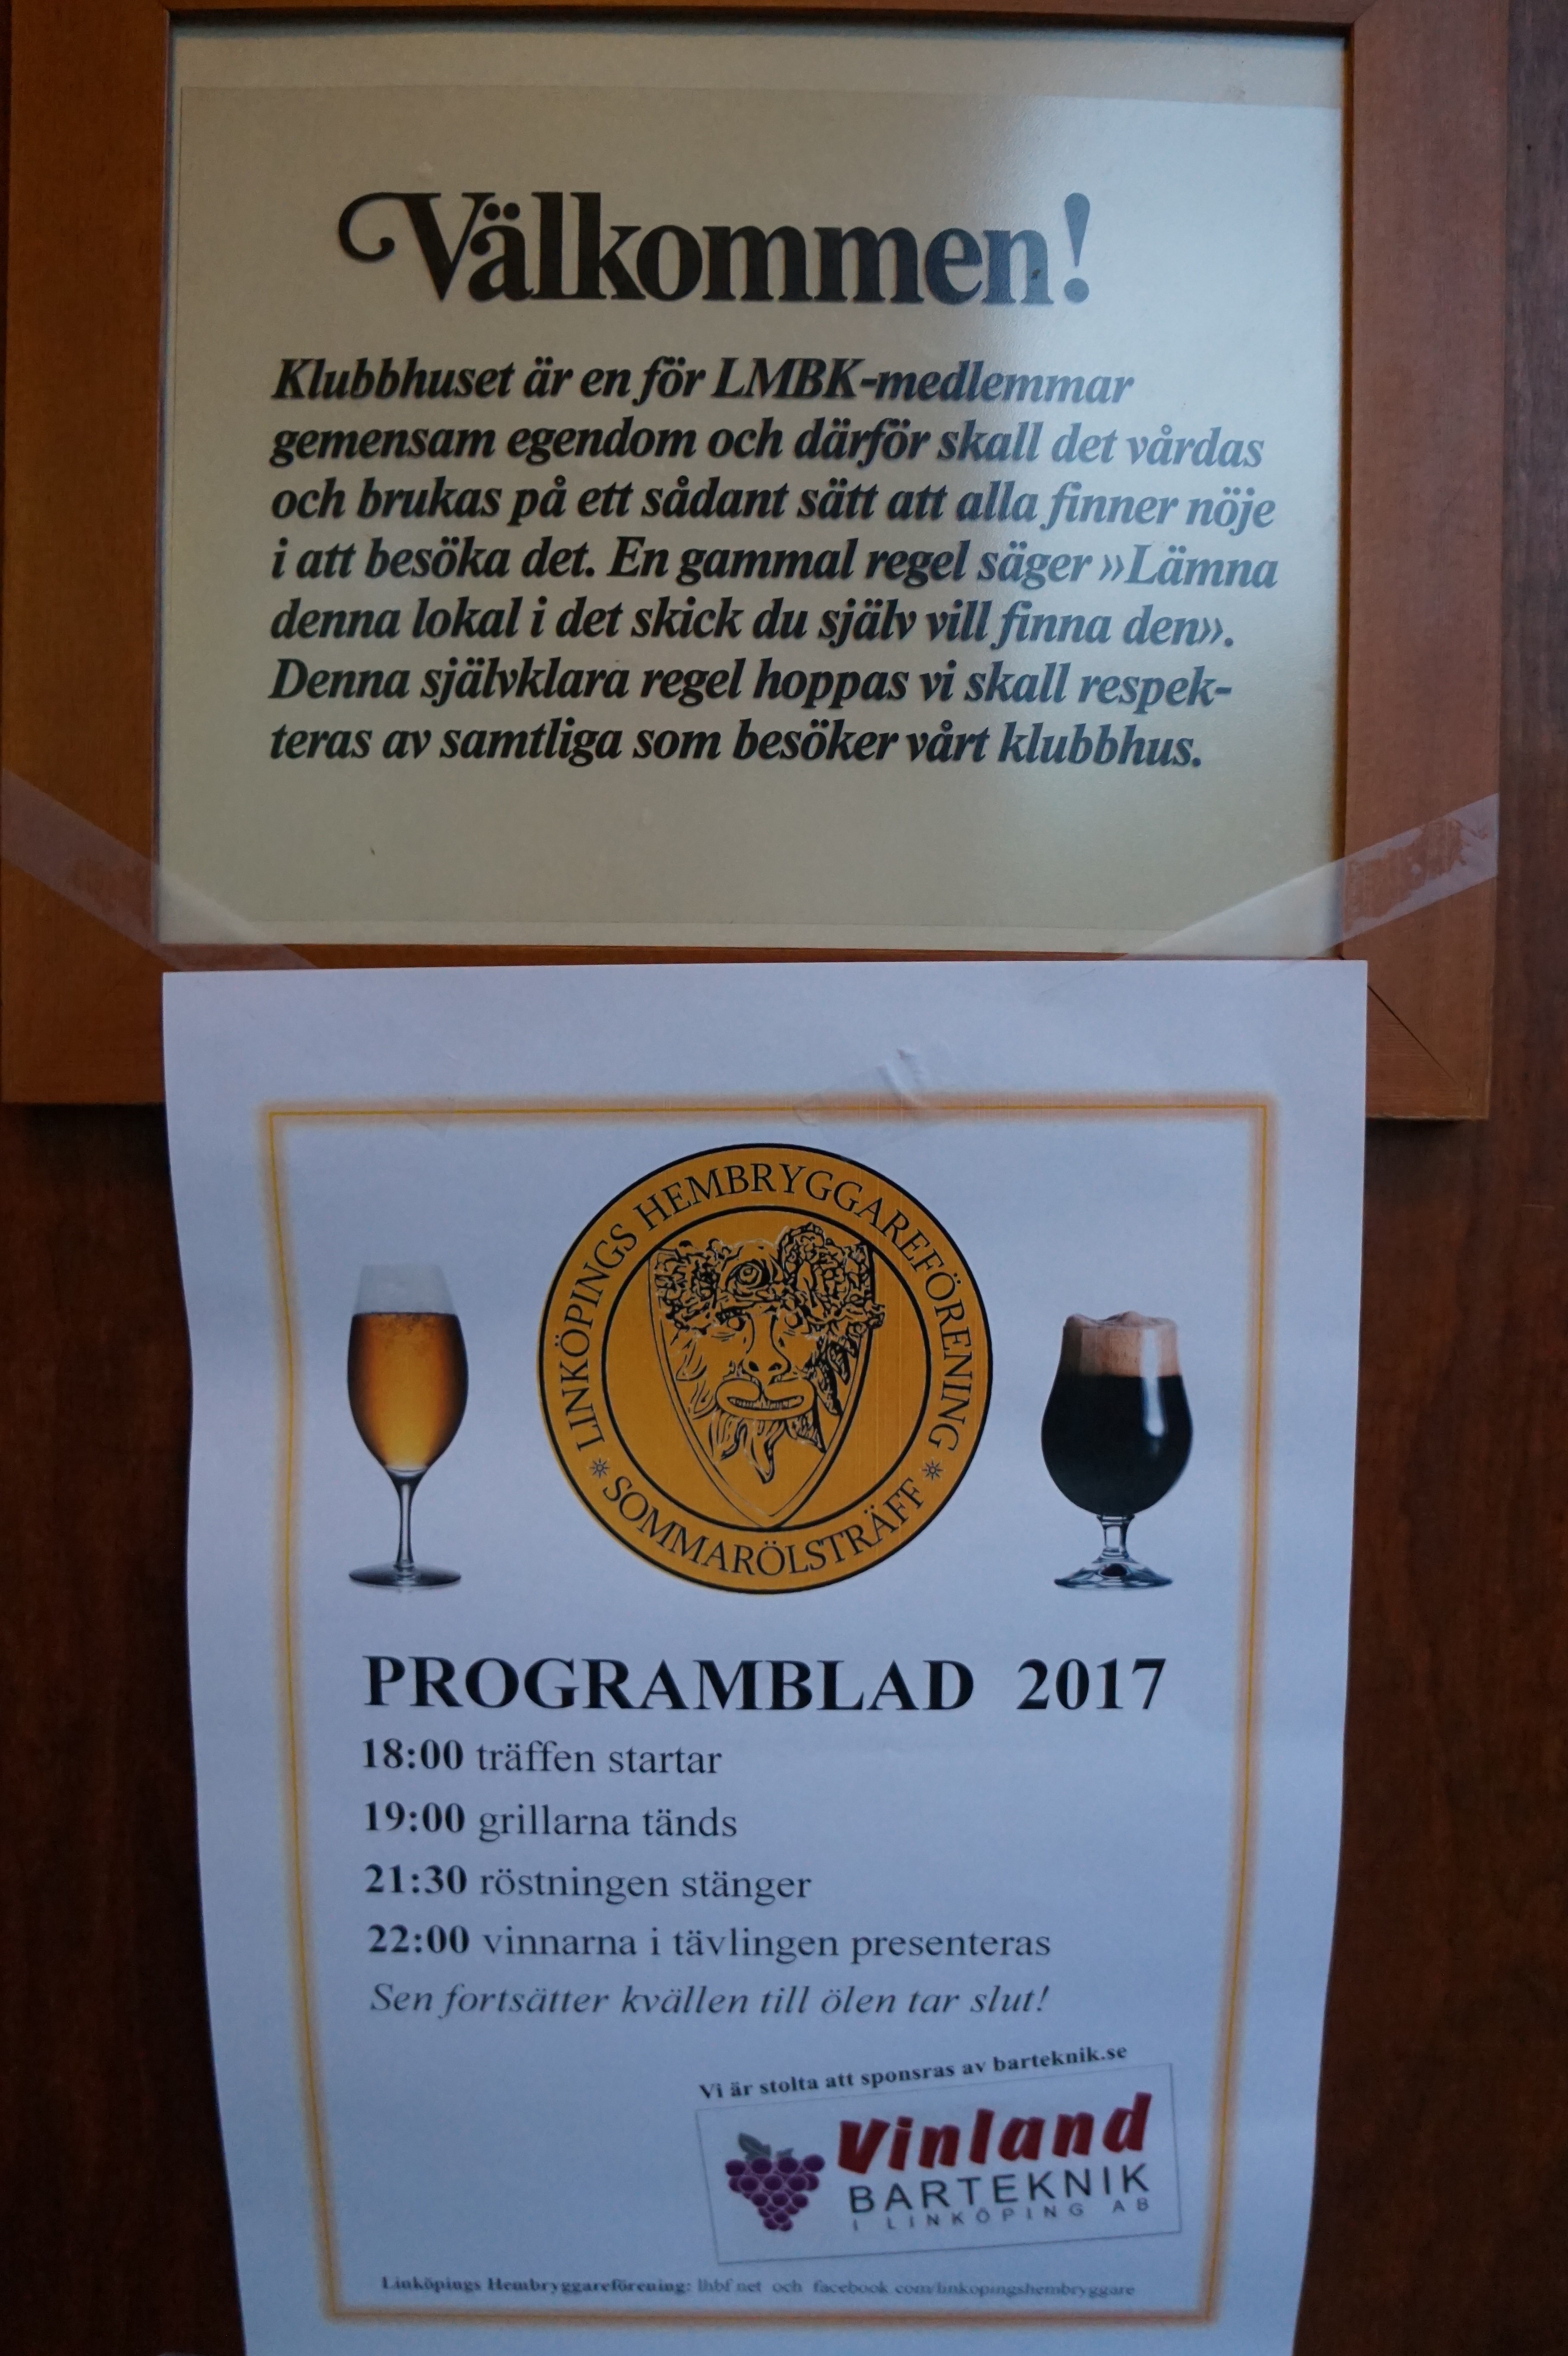 Välkommen!
Klubbhuset är en för LMBK-medlemmar
gemensam egendom och därför skall det vårdas
och brukas på ett sådant sätt att alla finner nöje
i att besöka det. En gammal regel säger »Lämna
denna lokal i det skick du själv vill finna den».
Denna självklara regel hoppas vi skall respek-
teras av samtliga som besöker vårt klubbhus.
LINKÖPINGS HEMBRYGGAREFÖRENING
SOMMARÖLSTRÄFF
PROGRAMBLAD 2017
18:00 träffen startar
19:00 grillarna tänds
21:30 röstningen stänger
22:00 vinnarna i tävlingen presenteras
Sen fortsätter kvällen till ölen tar slut!
Vi är stolta att sponsras av barteknik.se
Vinland
BARTEKNIK
I LINKÖPING AB
Linköpings Hembryggareförening: lhbf.net och facebook.com/linkopingshembryggare